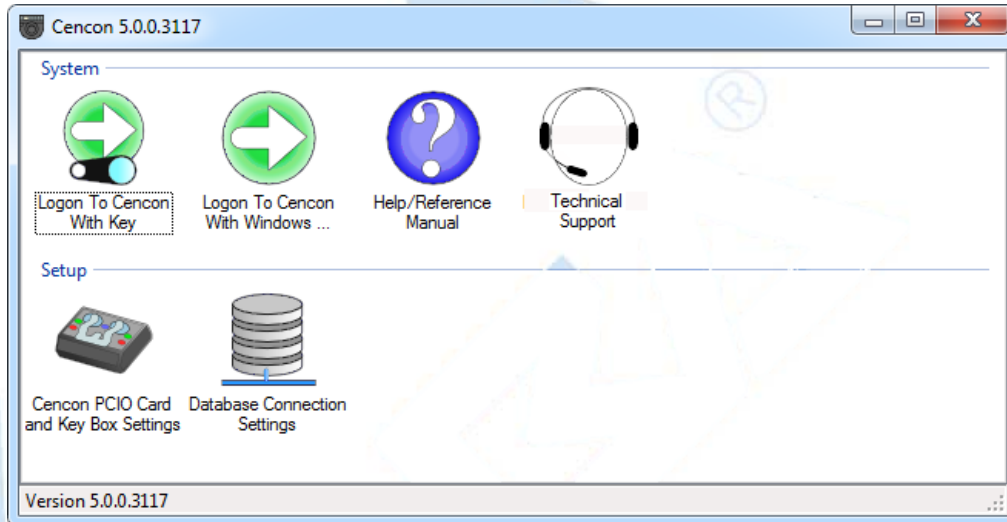 Cencon 5.0.0.3117
System
Logon To Cencon
With Key
Logon To Cencon
With Windows ...
Help/Reference
Manual
Technical
Support
Setup
Cencon PCIO Card
and Key Box Settings
Database Connection
Settings
Version 5.0.0.3117